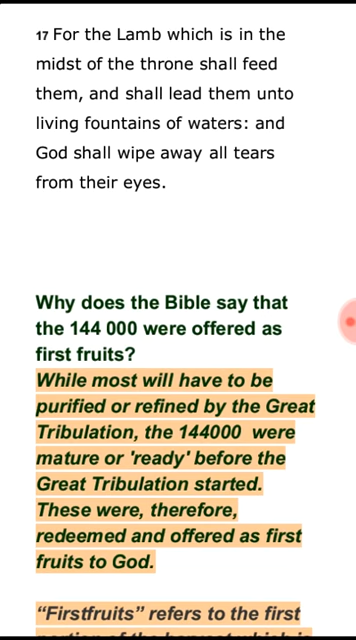 17 For the Lamb which is in the
midst of the throne shall feed
them, and shall lead them unto
living fountains of waters: and
God shall wipe away all tears
from their eyes.
Why does the Bible say that
the 144 000 were offered as
first fruits?
While most will have to be
purified or refined by the Great
Tribulation, the 144000 were
mature or 'ready' before the
Great Tribulation started.
These were, therefore,
redeemed and offered as first
fruits to God.
“Firstfruits” refers to the first